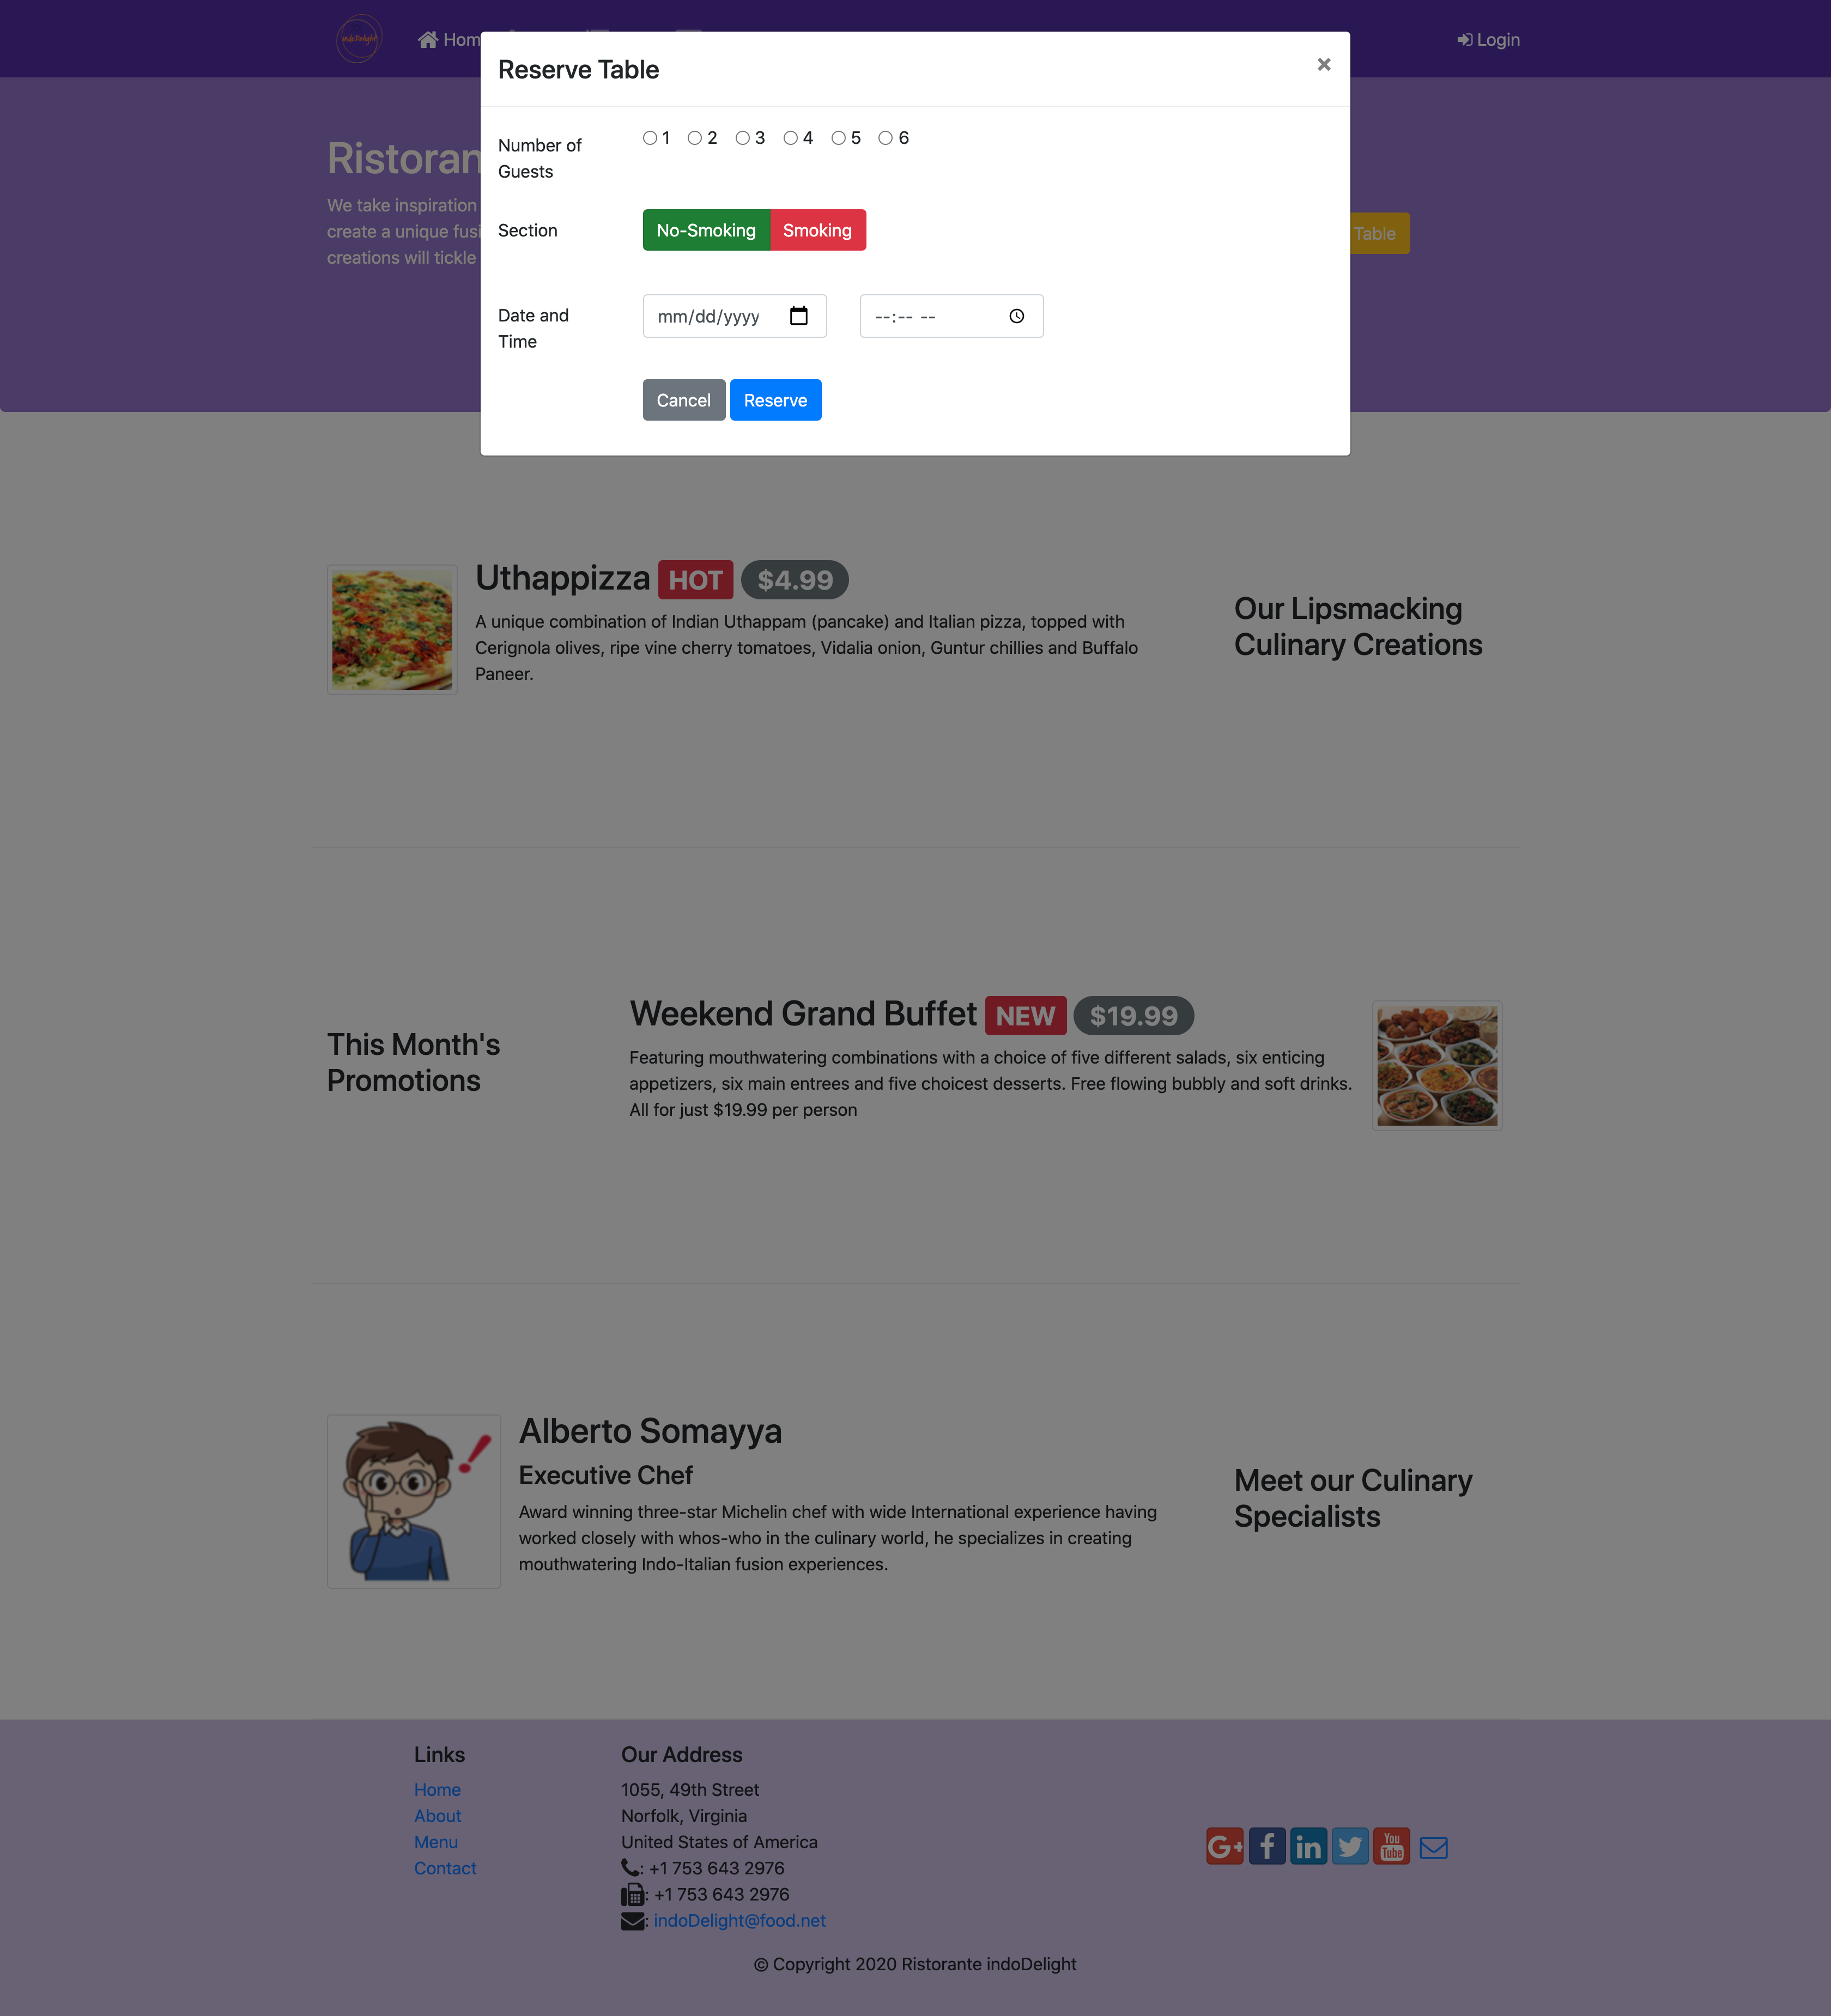 indoDelight
Hom
Login
Reserve Table
×
Number of
Guests
1 2 3 4 5 6
Section
No-Smoking Smoking
Date and
Time
mm/dd/yyyy
--:-- --
Cancel Reserve
Ristoran
We take inspiration
create a unique fusi
creations will tickle
Table
Uthappizza HOT $4.99
A unique combination of Indian Uthappam (pancake) and Italian pizza, topped with
Cerignola olives, ripe vine cherry tomatoes, Vidalia onion, Guntur chillies and Buffalo
Paneer.
Our Lipsmacking
Culinary Creations
This Month's
Promotions
Weekend Grand Buffet NEW $19.99
Featuring mouthwatering combinations with a choice of five different salads, six enticing
appetizers, six main entrees and five choicest desserts. Free flowing bubbly and soft drinks.
All for just $19.99 per person
Alberto Somayya
Executive Chef
Award winning three-star Michelin chef with wide International experience having
worked closely with whos-who in the culinary world, he specializes in creating
mouthwatering Indo-Italian fusion experiences.
Meet our Culinary
Specialists
Links
Home
About
Menu
Contact
Our Address
1055, 49th Street
Norfolk, Virginia
United States of America
: +1 753 643 2976
: +1 753 643 2976
: indoDelight@food.net
G+ f in You Tube
© Copyright 2020 Ristorante indoDelight